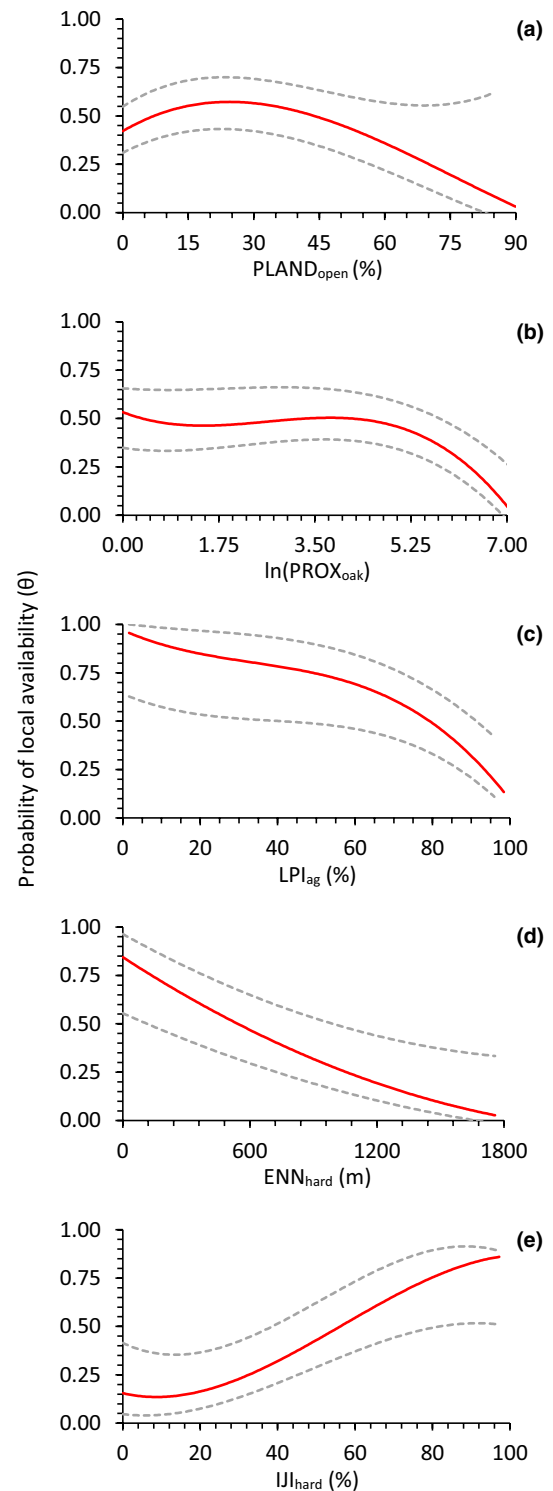 Probability of local availability (θ)
(a)
1.00
0.75
0.50
0.25
0.00
0 15 30 45 60 75 90
PLANDopen (%)
(b)
1.00
0.75
0.50
0.25
0.00
0.00 1.75 3.50 5.25 7.00
ln(PROXoak)
(c)
1.00
0.75
0.50
0.25
0.00
0 20 40 60 80 100
LPIag (%)
(d)
1.00
0.75
0.50
0.25
0.00
0 600 1200 1800
ENNhard (m)
(e)
1.00
0.75
0.50
0.25
0.00
0 20 40 60 80 100
IJIhard (%)